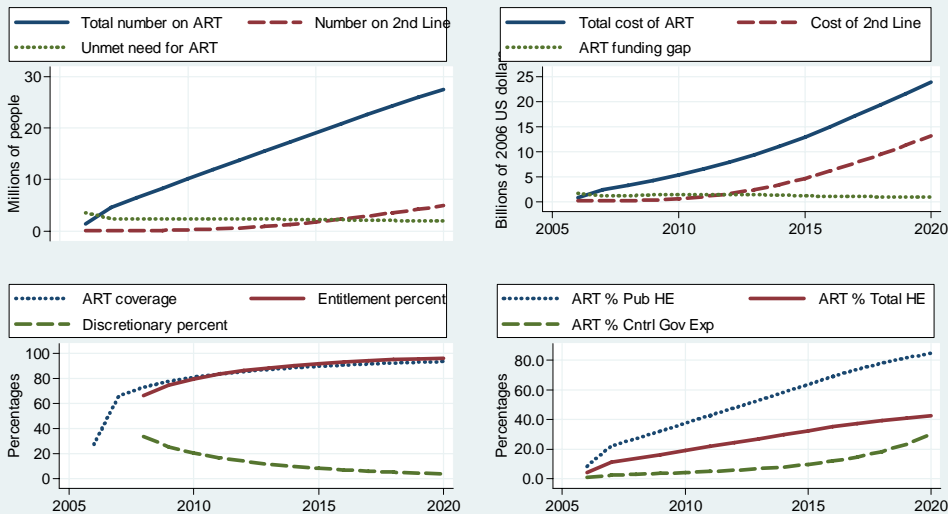 Total number on ART
Number on 2nd Line
Unmet need for ART
Millions of people
30
20
10
0
Total cost of ART
Cost of 2nd Line
ART funding gap
Billions of 2006 US dollar
25
20
15
10
5
0
2005 2010 2015 2020
ART coverage
Entitlement percent
Discretionary percent
Percentages
100
80
60
40
20
0
2005 2010 2015 2020
ART % Pub HE
ART % Total HE
ART % Cntrl Gov Exp
Percentages
80.0
60.0
40.0
20.0
0.0
2005 2010 2015 2020